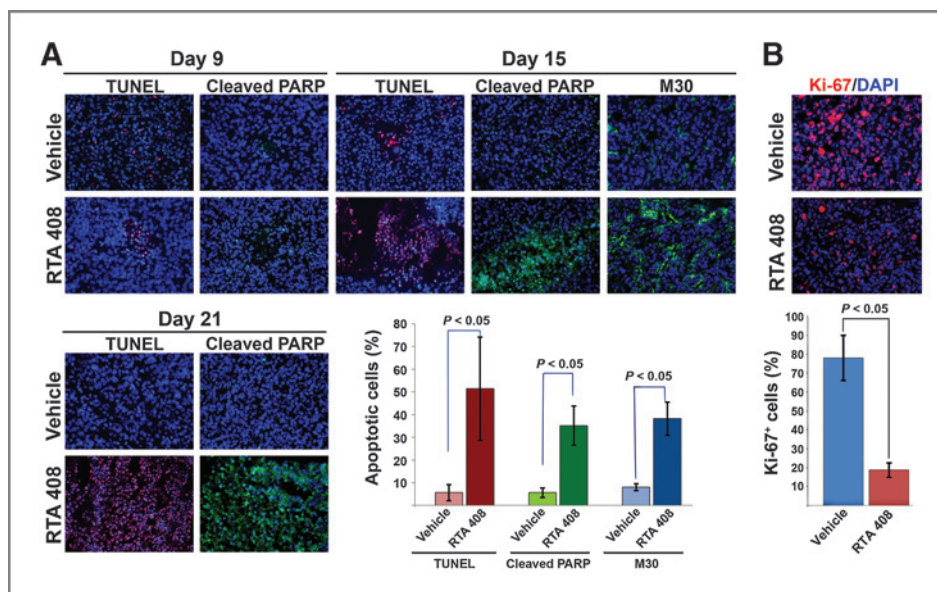 A
B
Day 9
Day 15
TUNEL
Cleaved PARP
TUNEL
Cleaved PARP
M30
Ki-67/DAPI
Vehicle
Vehicle
RTA 408
RTA 408
Day 21
TUNEL
Cleaved PARP
Vehicle
RTA 408
Apoptotic cells (%)
80
70
60
50
40
30
20
10
P < 0.05
P < 0.05
P < 0.05
Vehicle
RTA 408
Vehicle
RTA 408
Vehicle
RTA 408
TUNEL
Cleaved PARP
M30
Ki-67+ cells (%)
100
90
80
70
60
50
40
30
20
10
P < 0.05
Vehicle
RTA 408